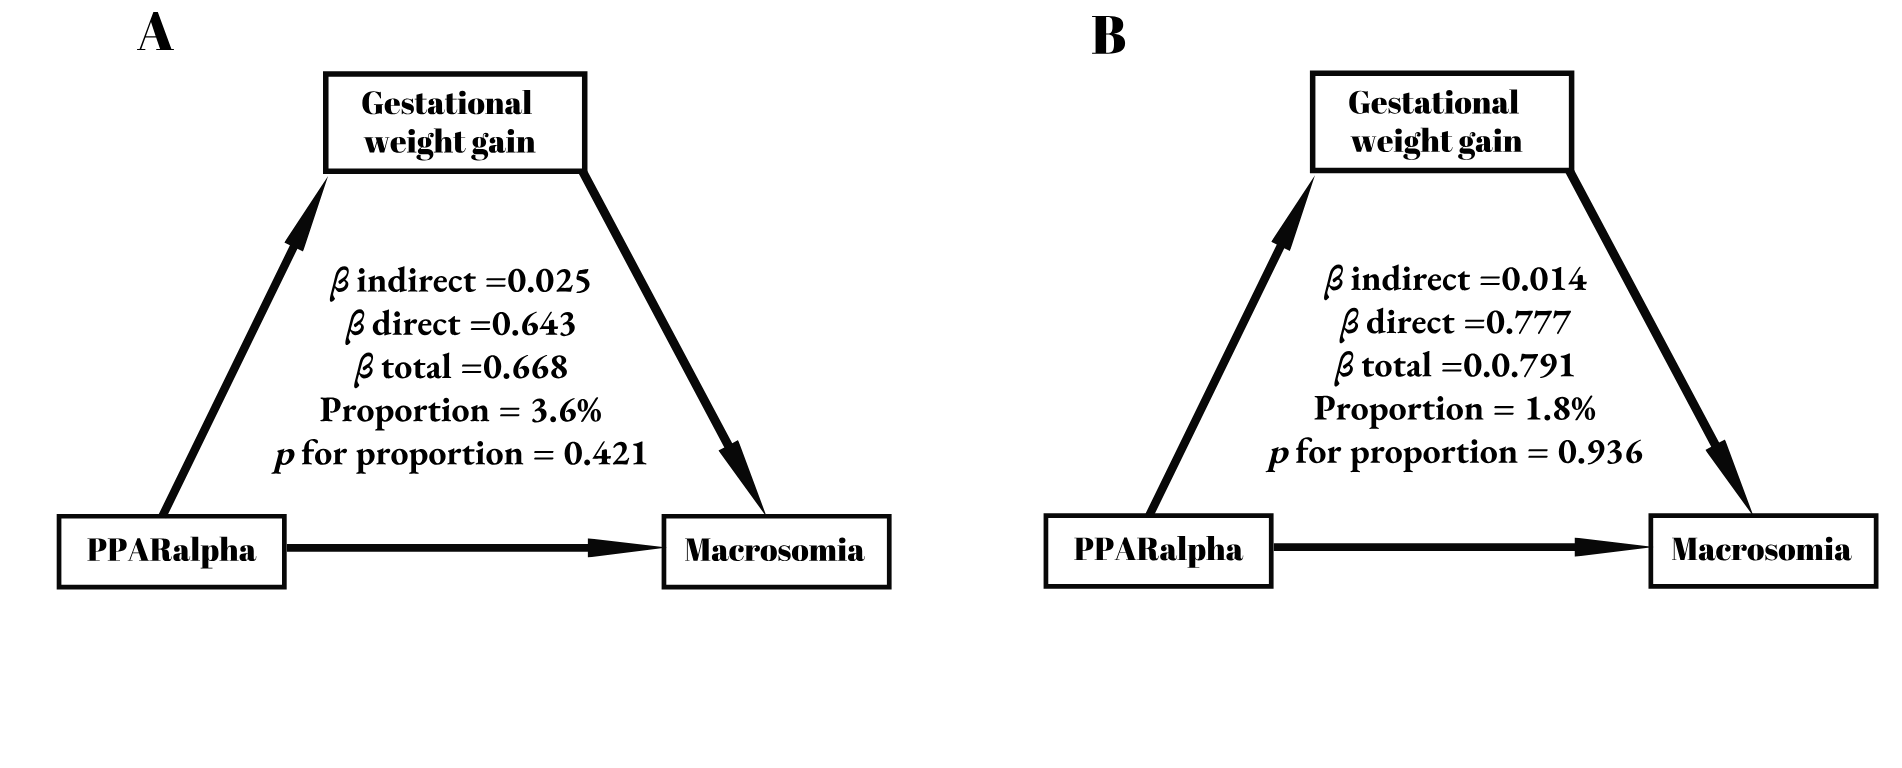 A
Gestational
weight gain
β indirect =0.025
β direct =0.643
β total =0.668
Proportion = 3.6%
p for proportion = 0.421
PPARalpha
Macrosomia
B
Gestational
weight gain
β indirect =0.014
β direct =0.777
β total =0.0.791
Proportion = 1.8%
p for proportion = 0.936
PPARalpha
Macrosomia